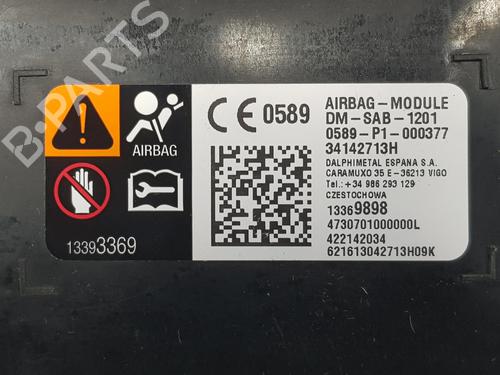 B-PARTS
AIRBAG
13393369
CE 0589
AIRBAG-MODULE
DM-SAB-1201
0589-P1-000377
34142713H
DALPHIMETAL ESPANA S.A.
CARAMUXO 35 E-36213 VIGO
Tel.: +34 986 293 129
CZESTOCHOWA
13369898
4730701000000L
422142034
621613042713H09K